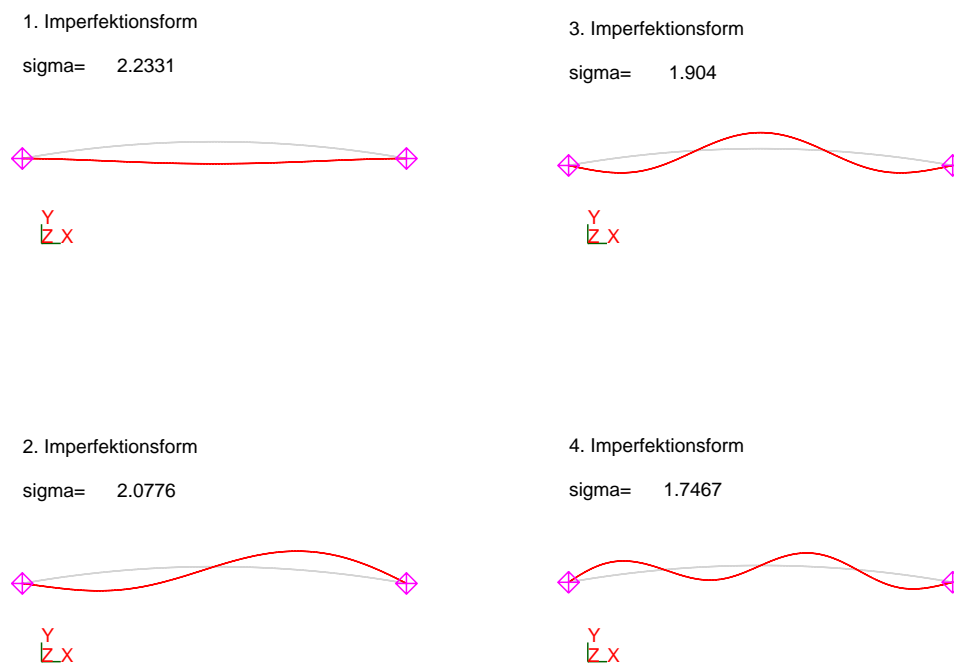 1. Imperfektionsform
sigma= 2.2331
Y
Z X
3. Imperfektionsform
sigma= 1.904
Y
Z X
2. Imperfektionsform
sigma= 2.0776
Y
Z X
4. Imperfektionsform
sigma= 1.7467
Y
Z X